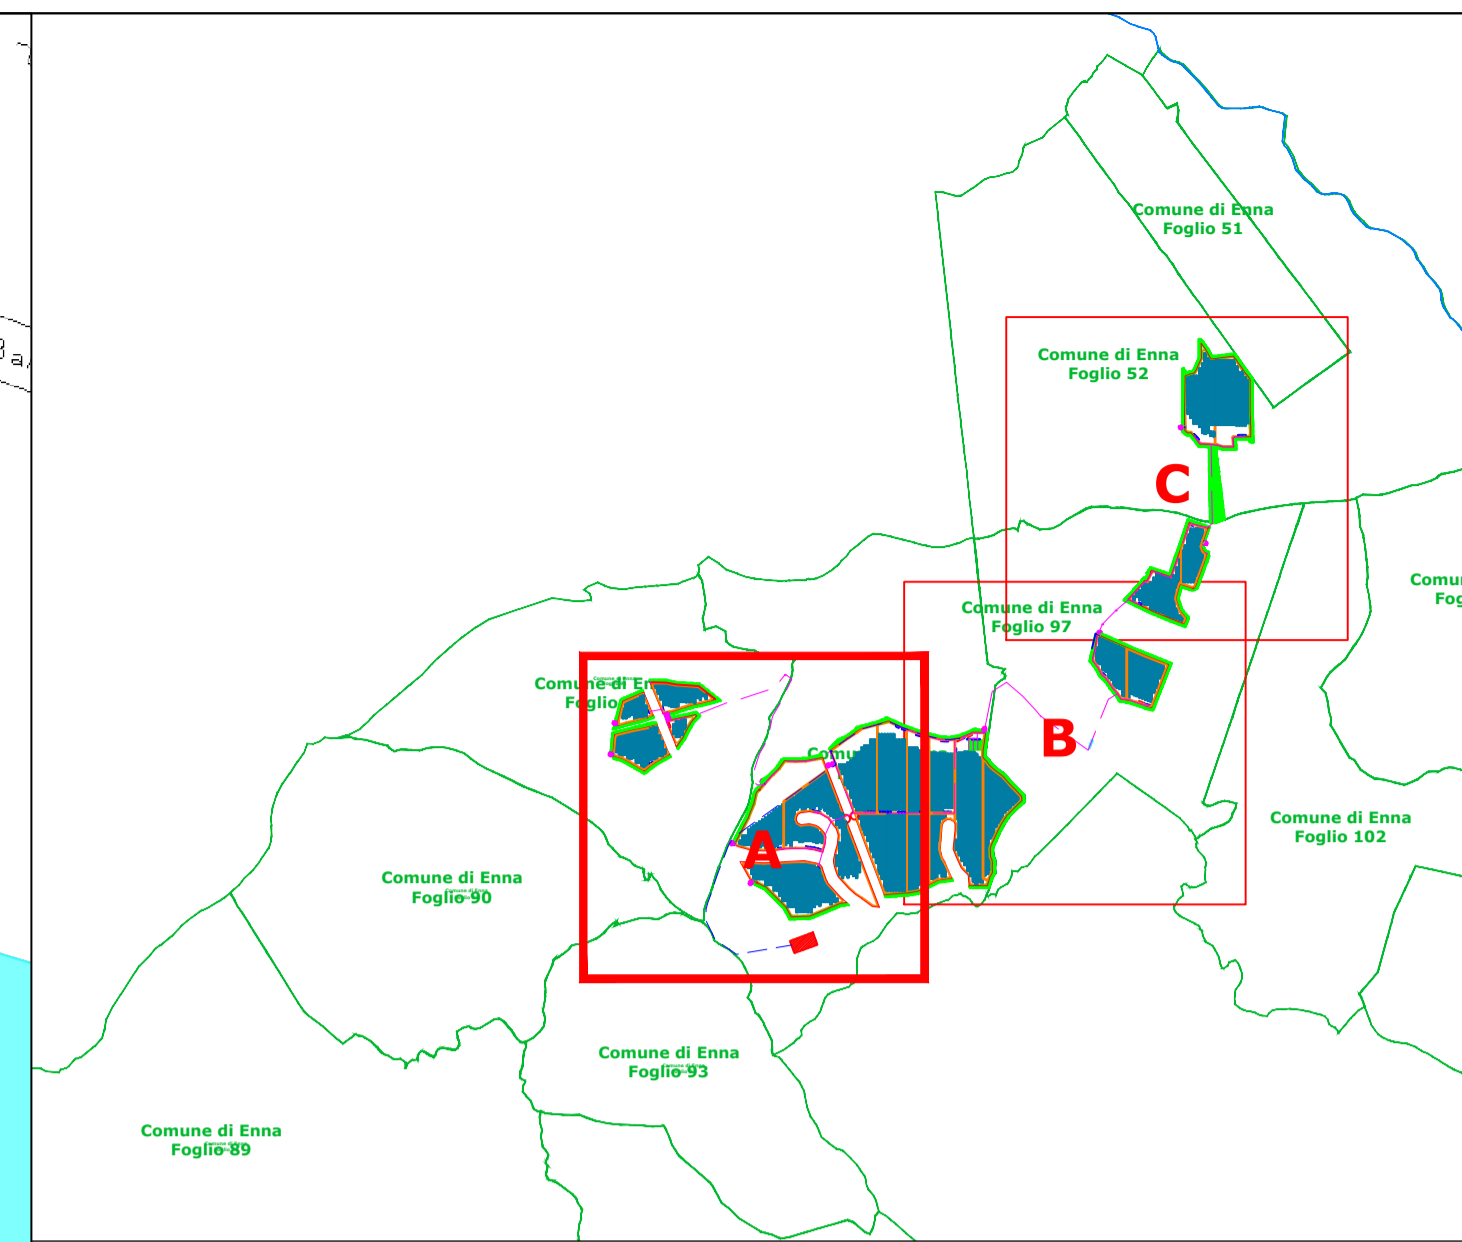 Comune di Enna
Foglio 51
Comune di Enna
Foglio 52
C
Comune di Enna
Foglio 97
Foglio
B
A
Comune di Enna
Foglio 102
Comune di Enna
Foglio 90
Comune di Enna
Foglio 93
Comune di Enna
Foglio 89